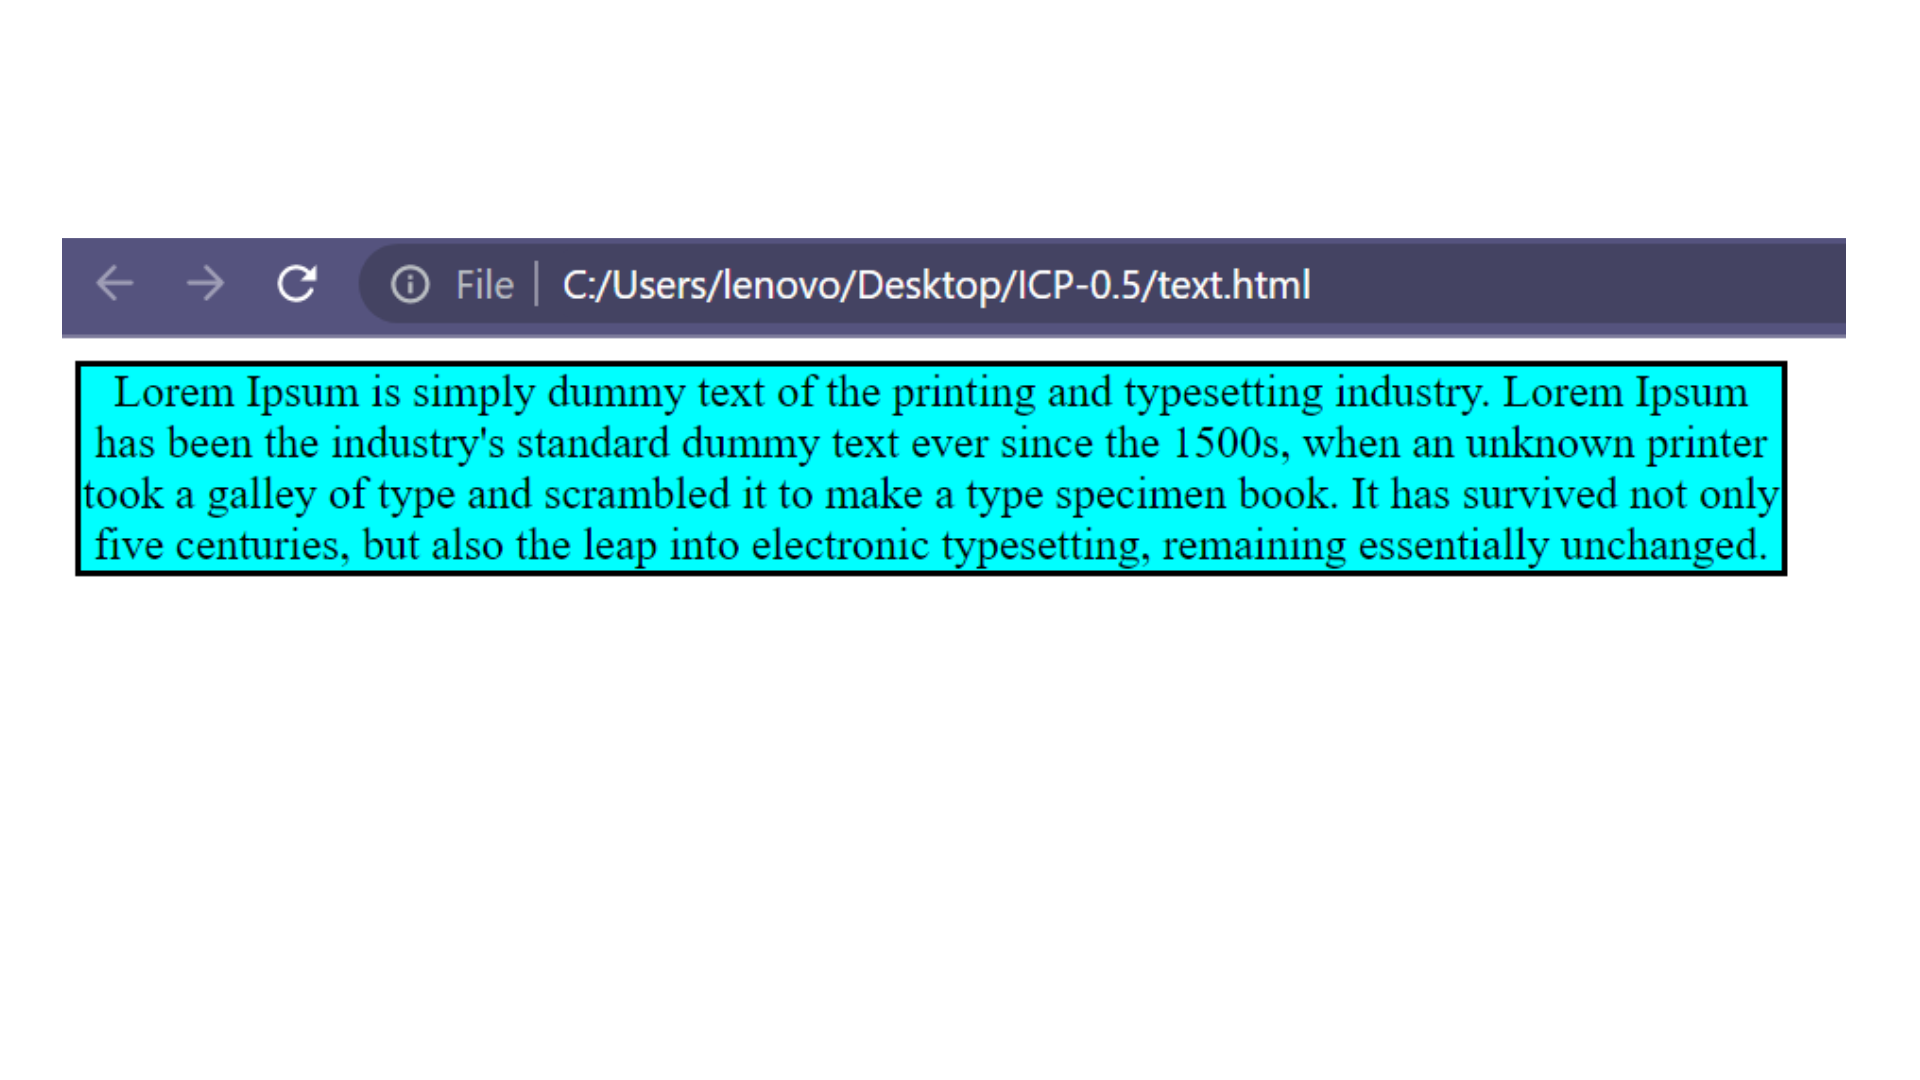 File | C:/Users/lenovo/Desktop/ICP-0.5/text.html
Lorem Ipsum is simply dummy text of the printing and typesetting industry. Lorem Ipsum
has been the industry's standard dummy text ever since the 1500s, when an unknown printer
took a galley of type and scrambled it to make a type specimen book. It has survived not only
five centuries, but also the leap into electronic typesetting, remaining essentially unchanged.